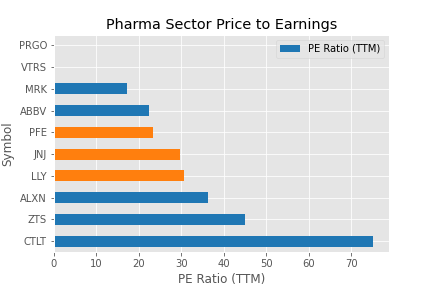 Pharma Sector Price to Earnings
PE Ratio (TTM)
Symbol
PRGO
VTRS
MRK
ABBV
PFE
JNJ
LLY
ALXN
ZTS
CTLT
0 10 20 30 40 50 60 70
PE Ratio (TTM)